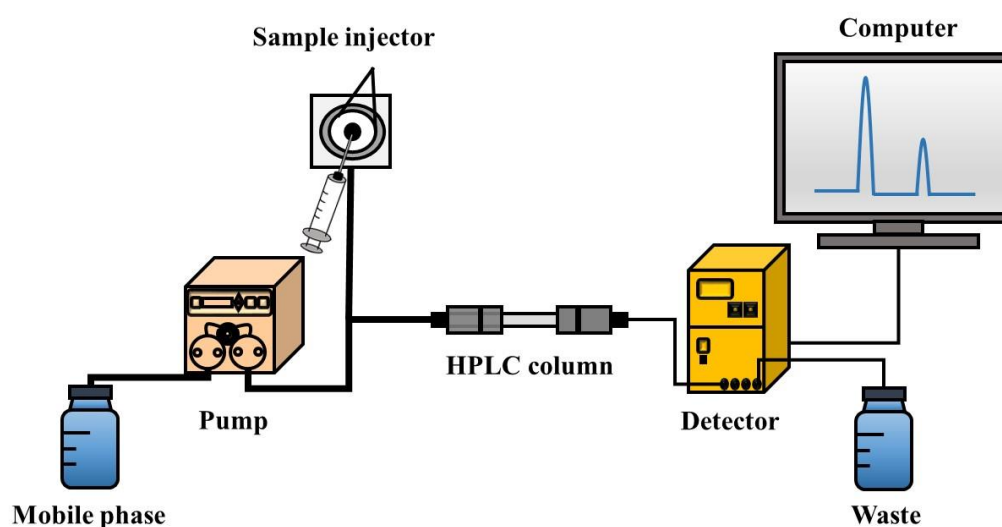 Sample injector
Computer
HPLC column
Pump
Detector
Mobile phase
Waste